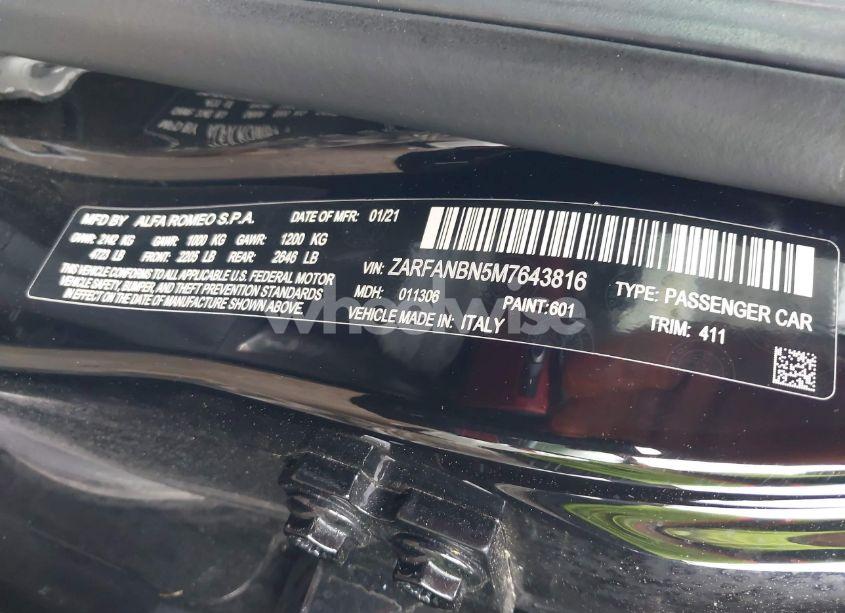 MFD BY ALFA ROMEO S.P.A. DATE OF MFR: 01/21
GVWR: 2142 KG GAWR: 1000 KG GAWR: 1200 KG
4723 LB FRONT: 2205 LB REAR: 2646 LB
THIS VEHICLE CONFORMS TO ALL APPLICABLE U.S. FEDERAL MOTOR
VEHICLE SAFETY, BUMPER, AND THEFT PREVENTION STANDARDS
IN EFFECT ON THE DATE OF MANUFACTURE SHOWN ABOVE.
VIN: ZARFANBN5M7643816 TYPE: PASSENGER CAR
MDH: 011306 PAINT:601 TRIM: 411
VEHICLE MADE IN: ITALY
wheelwise